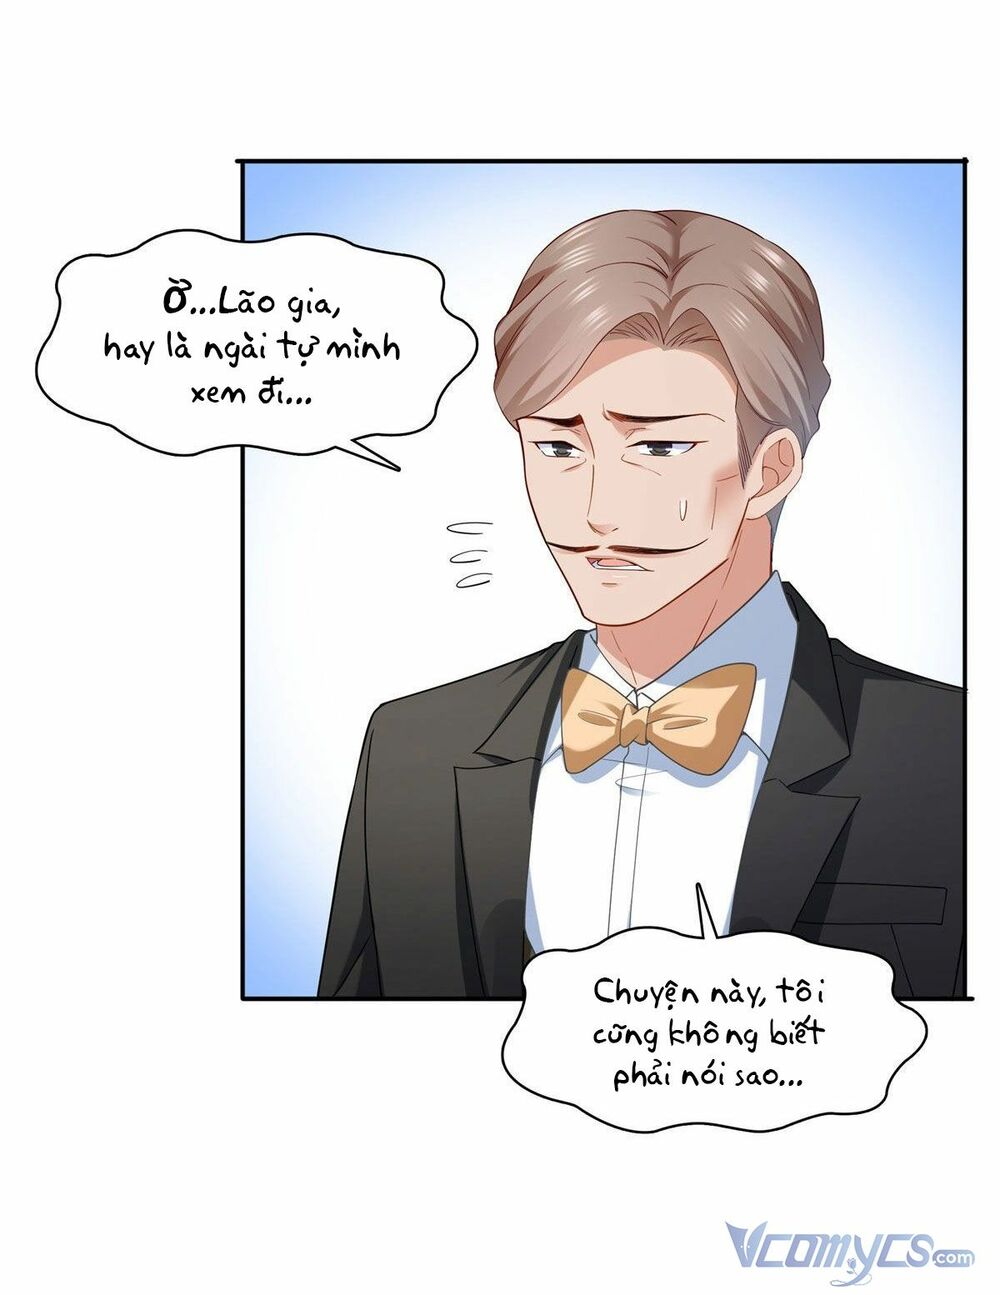 Ờ...Lão gia,
hay là ngài tự mình
xem đi...
Chuyện này, tôi
cũng không biết
phải nói sao...
VCOMYCS.com